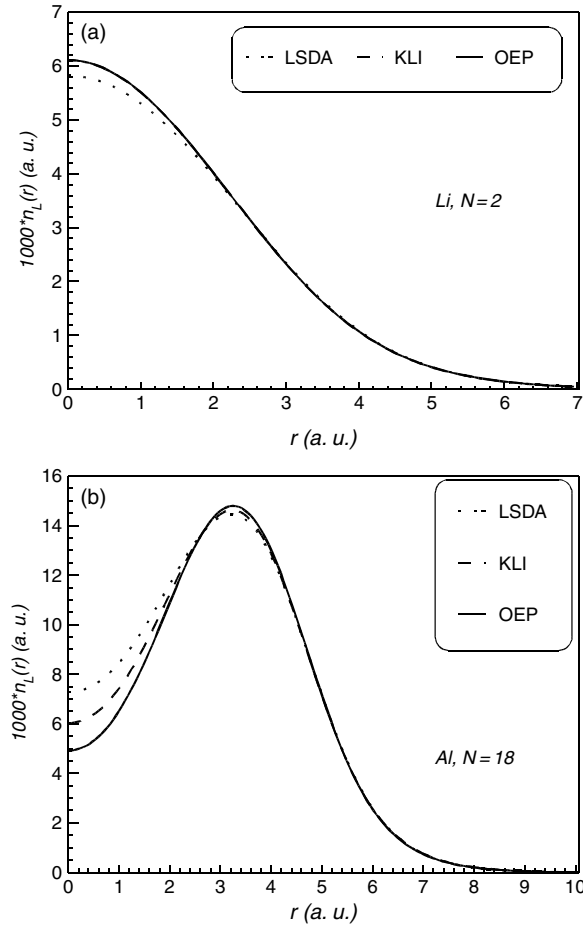 (a)
LSDA KLI OEP
Li, N=2
1000*n_L(r) (a. u.)
7
6
5
4
3
2
1
0
0 1 2 3 4 5 6 7
r (a. u.)
(b)
LSDA
KLI
OEP
Al, N=18
1000*n_L(r) (a. u.)
16
14
12
10
8
6
4
2
0
0 1 2 3 4 5 6 7 8 9 10
r (a. u.)